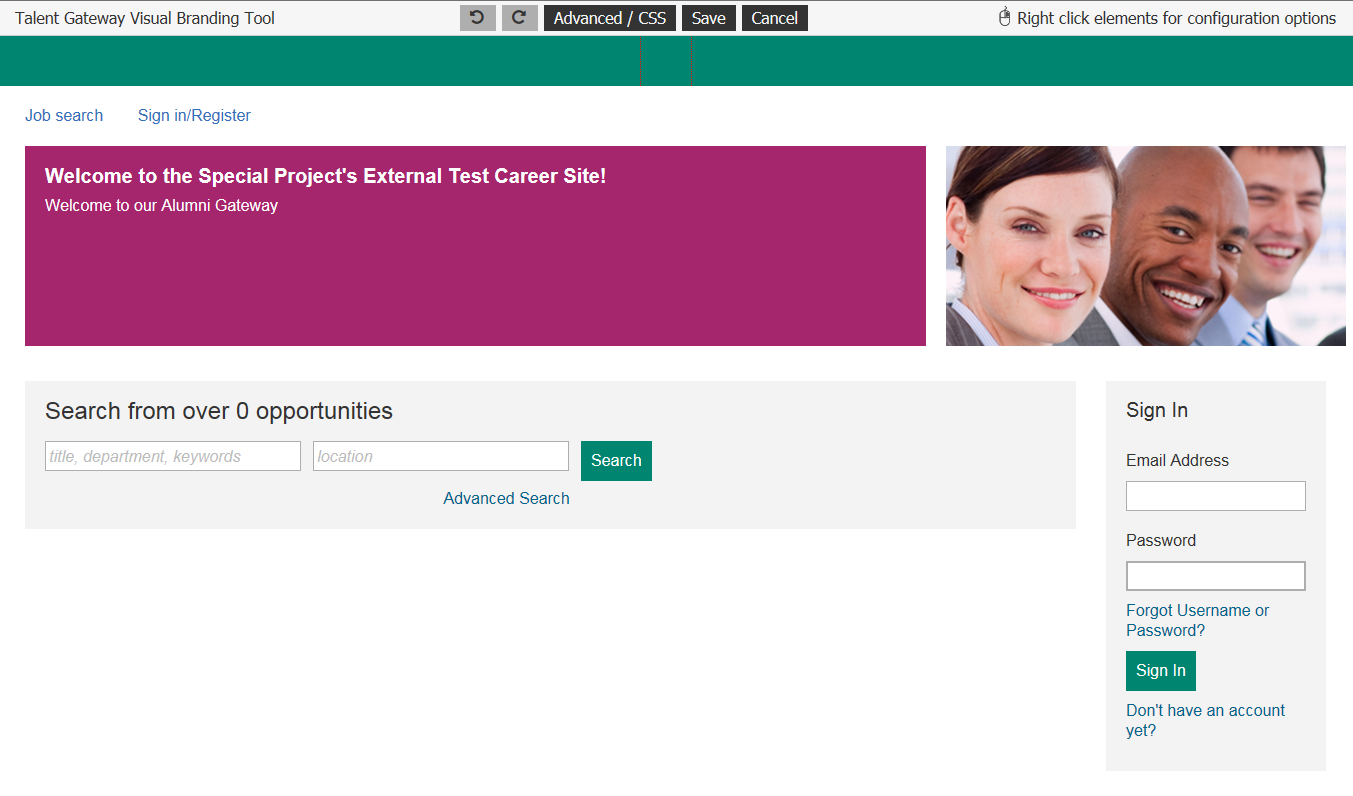 Talent Gateway Visual Branding Tool
Advanced / CSS
Save
Cancel
Right click elements for configuration options
Job search
Sign in/Register
Welcome to the Special Project's External Test Career Site!
Welcome to our Alumni Gateway
Search from over 0 opportunities
title, department, keywords
location
Search
Advanced Search
Sign In
Email Address
Password
Forgot Username or
Password?
Sign In
Don't have an account
yet?